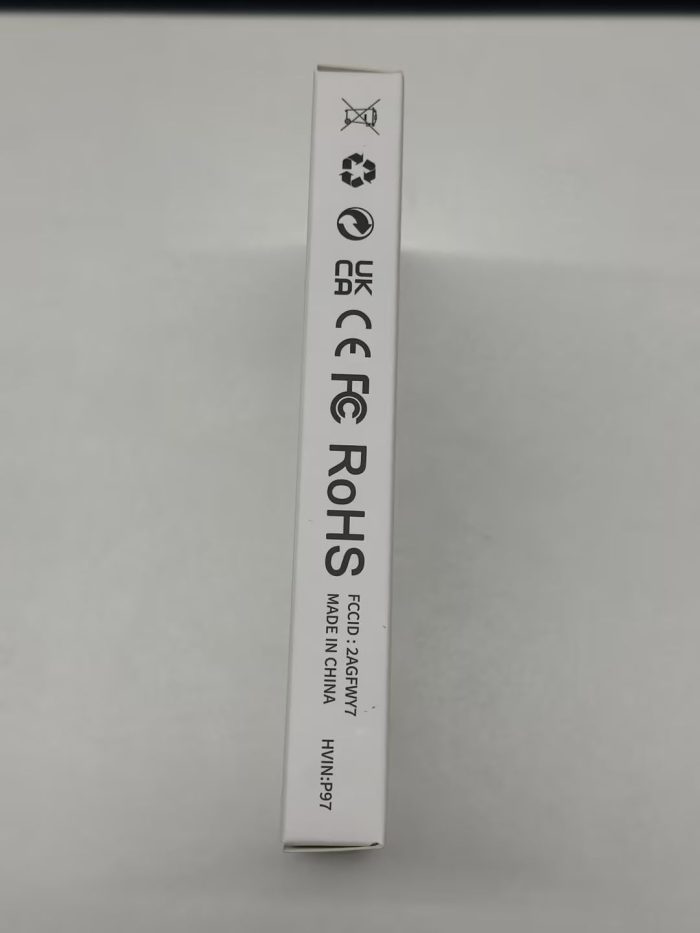 UK
CA
CE
FC
RoHS
FCCID : 2AGFWY7
MADE IN CHINA
HVIN:P97